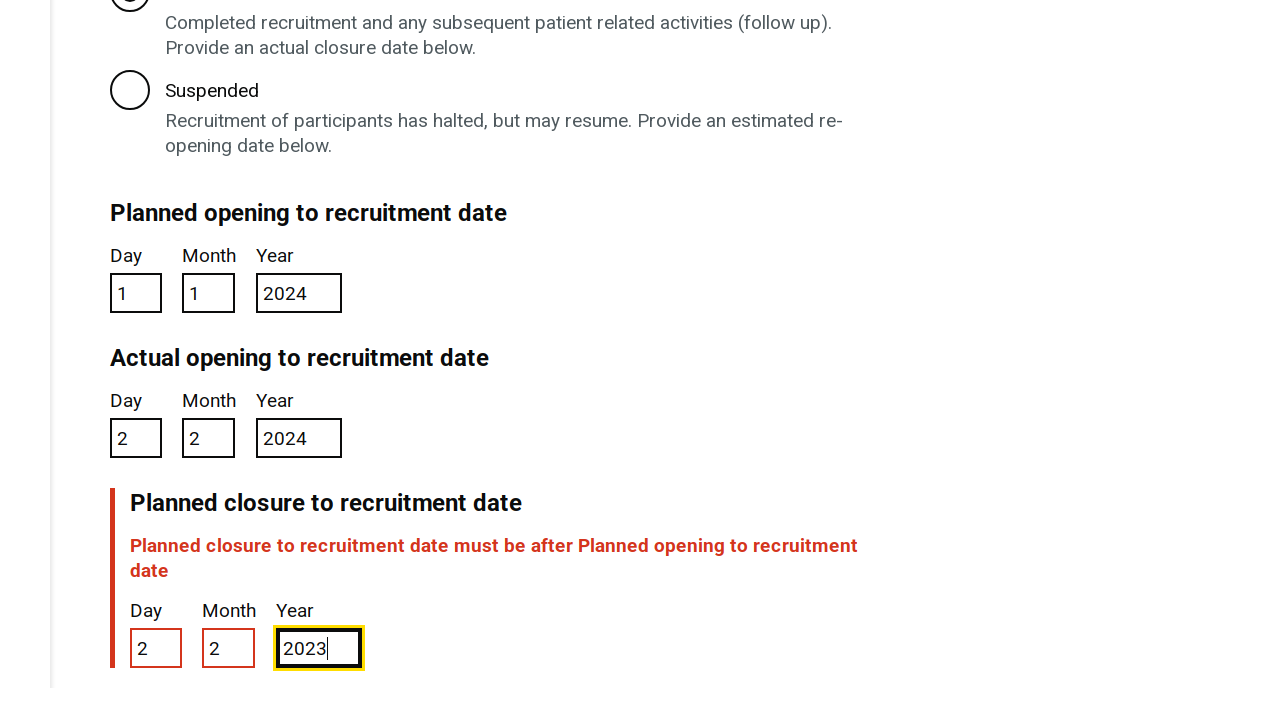 Completed recruitment and any subsequent patient related activities (follow up).
Provide an actual closure date below.
Suspended
Recruitment of participants has halted, but may resume. Provide an estimated re-
opening date below.
Planned opening to recruitment date
Day Month Year
1 1 2024
Actual opening to recruitment date
Day Month Year
2 2 2024
Planned closure to recruitment date
Planned closure to recruitment date must be after Planned opening to recruitment
date
Day Month Year
2 2 2023